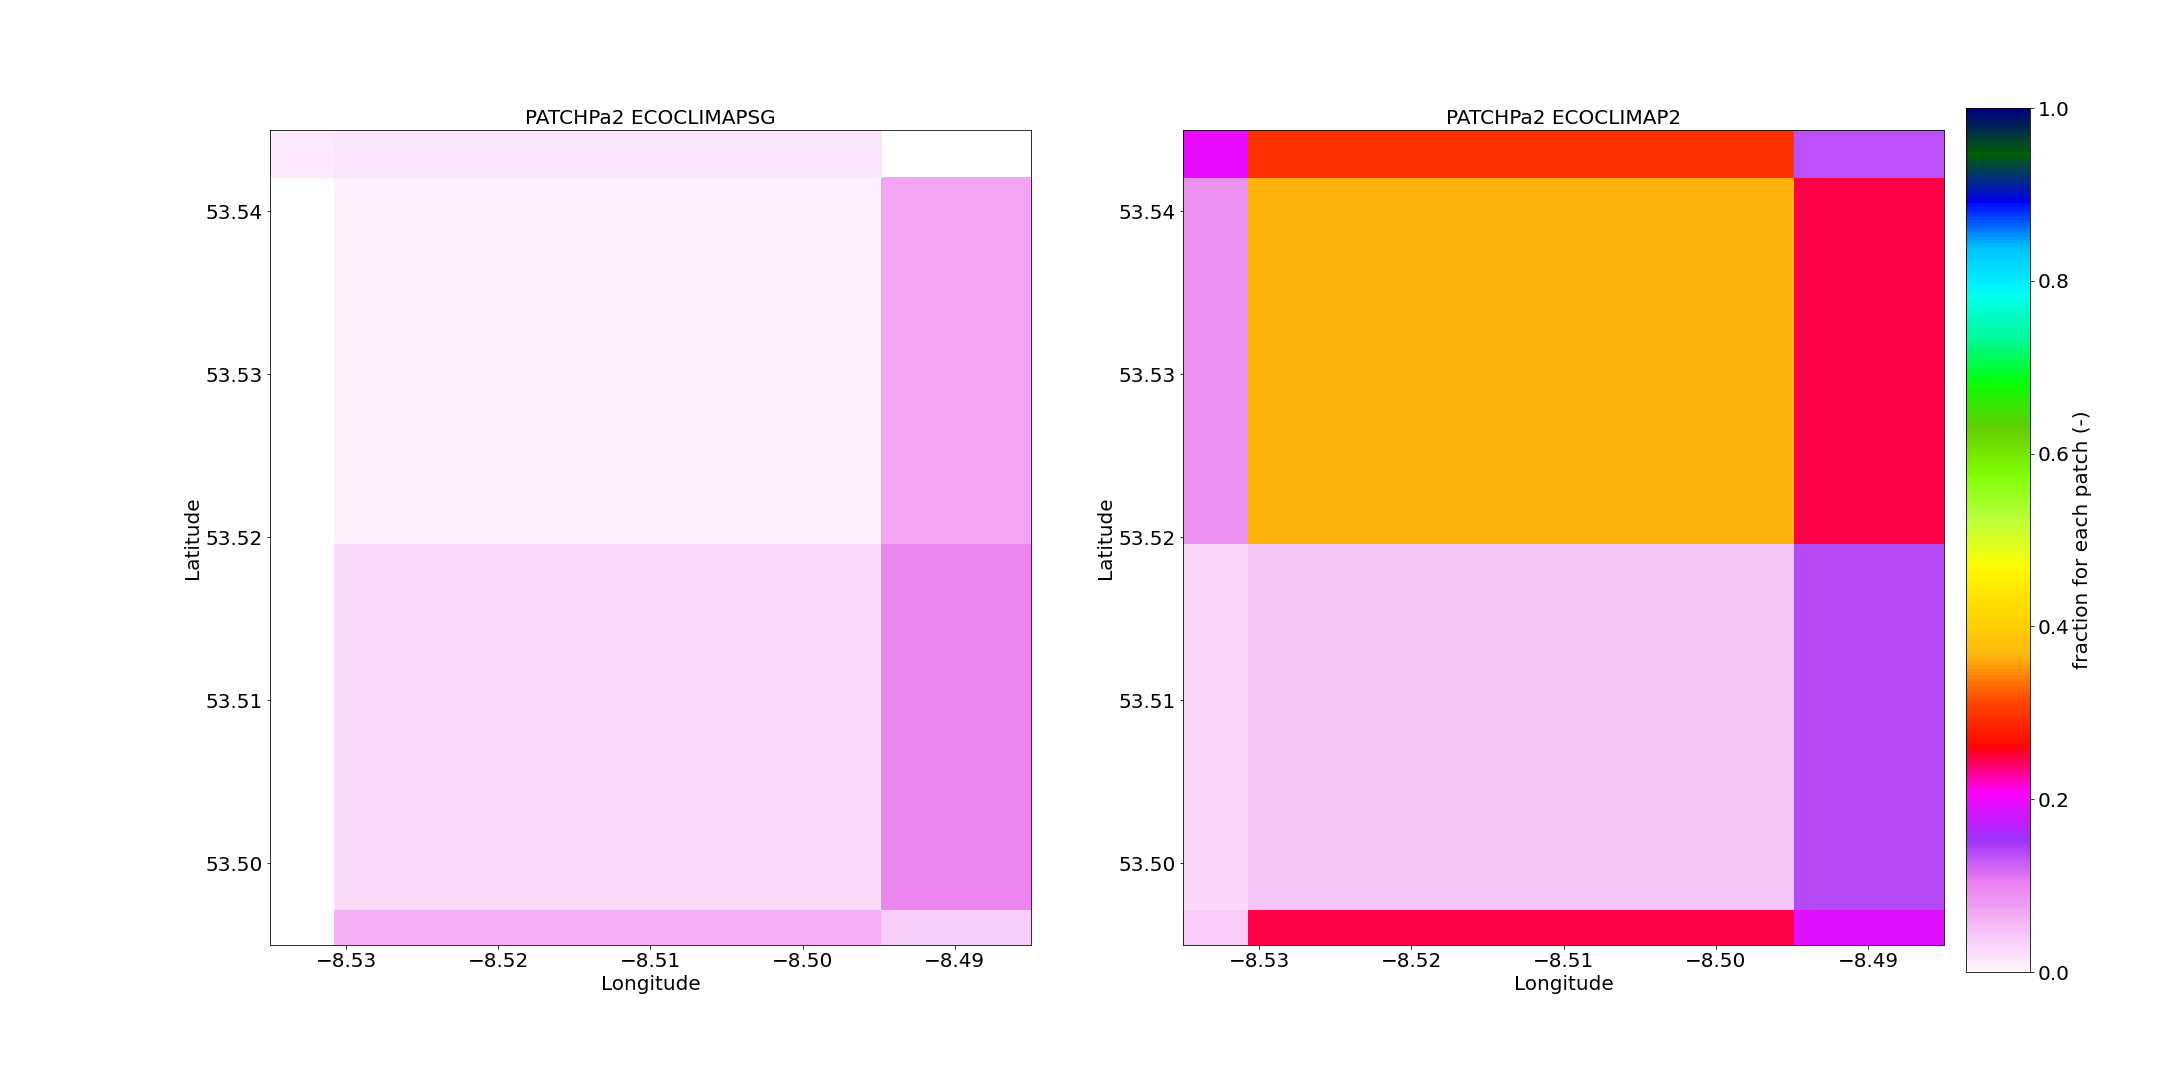 PATCHPa2 ECOCLIMAPSG
53.54
53.53
53.52
53.51
53.50
Latitude
−8.53 −8.52 −8.51 −8.50 −8.49
Longitude
PATCHPa2 ECOCLIMAP2
53.54
53.53
53.52
53.51
53.50
Latitude
−8.53 −8.52 −8.51 −8.50 −8.49
Longitude
1.0
0.8
0.6
0.4
0.2
0.0
fraction for each patch (-)